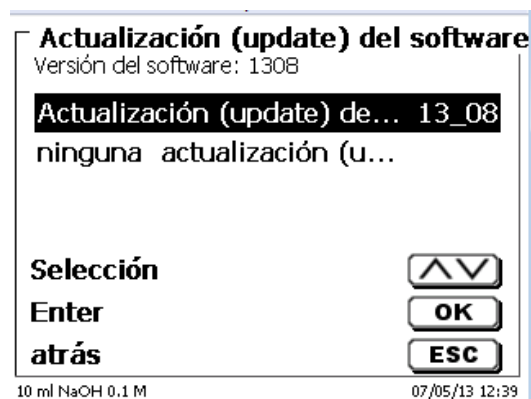 Actualización (update) del software
Versión del software: 1308
Actualización (update) de... 13_08
ninguna actualización (u...
Selección
Enter OK
atrás ESC
10 ml NaOH 0.1 M 07/05/13 12:39